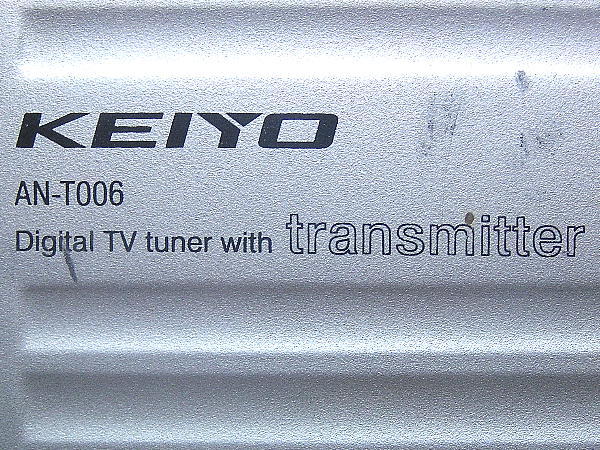 KEIYO
AN-T006
Digital TV tuner with transmitter